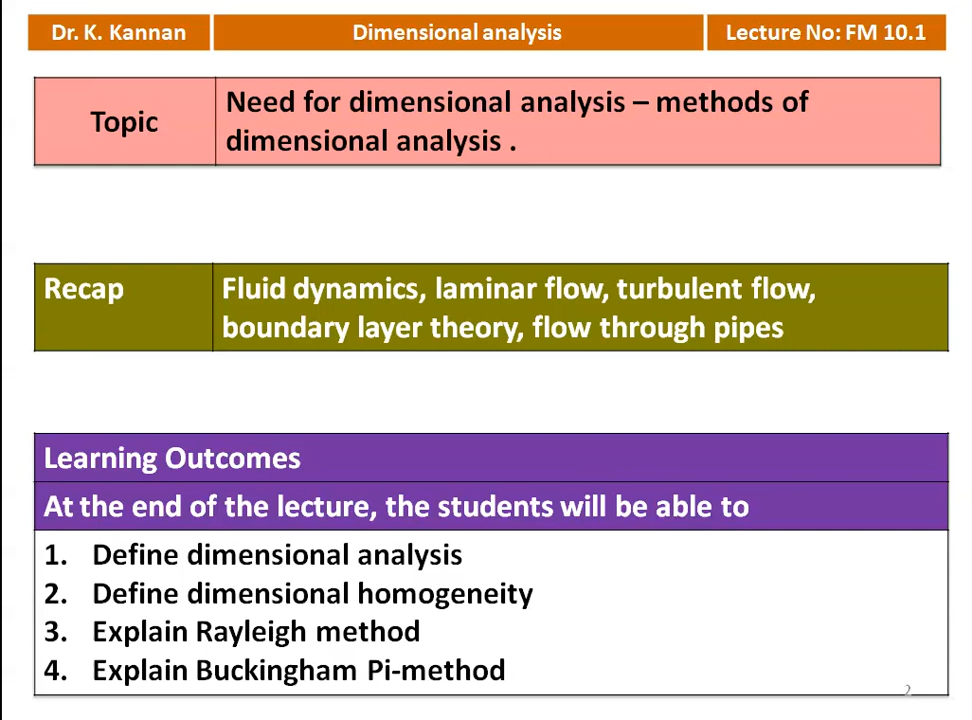 Dr. K. Kannan
Dimensional analysis
Lecture No: FM 10.1
Topic
Need for dimensional analysis – methods of
dimensional analysis .
Recap
Fluid dynamics, laminar flow, turbulent flow,
boundary layer theory, flow through pipes
Learning Outcomes
At the end of the lecture, the students will be able to
1. Define dimensional analysis
2. Define dimensional homogeneity
3. Explain Rayleigh method
4. Explain Buckingham Pi-method
2